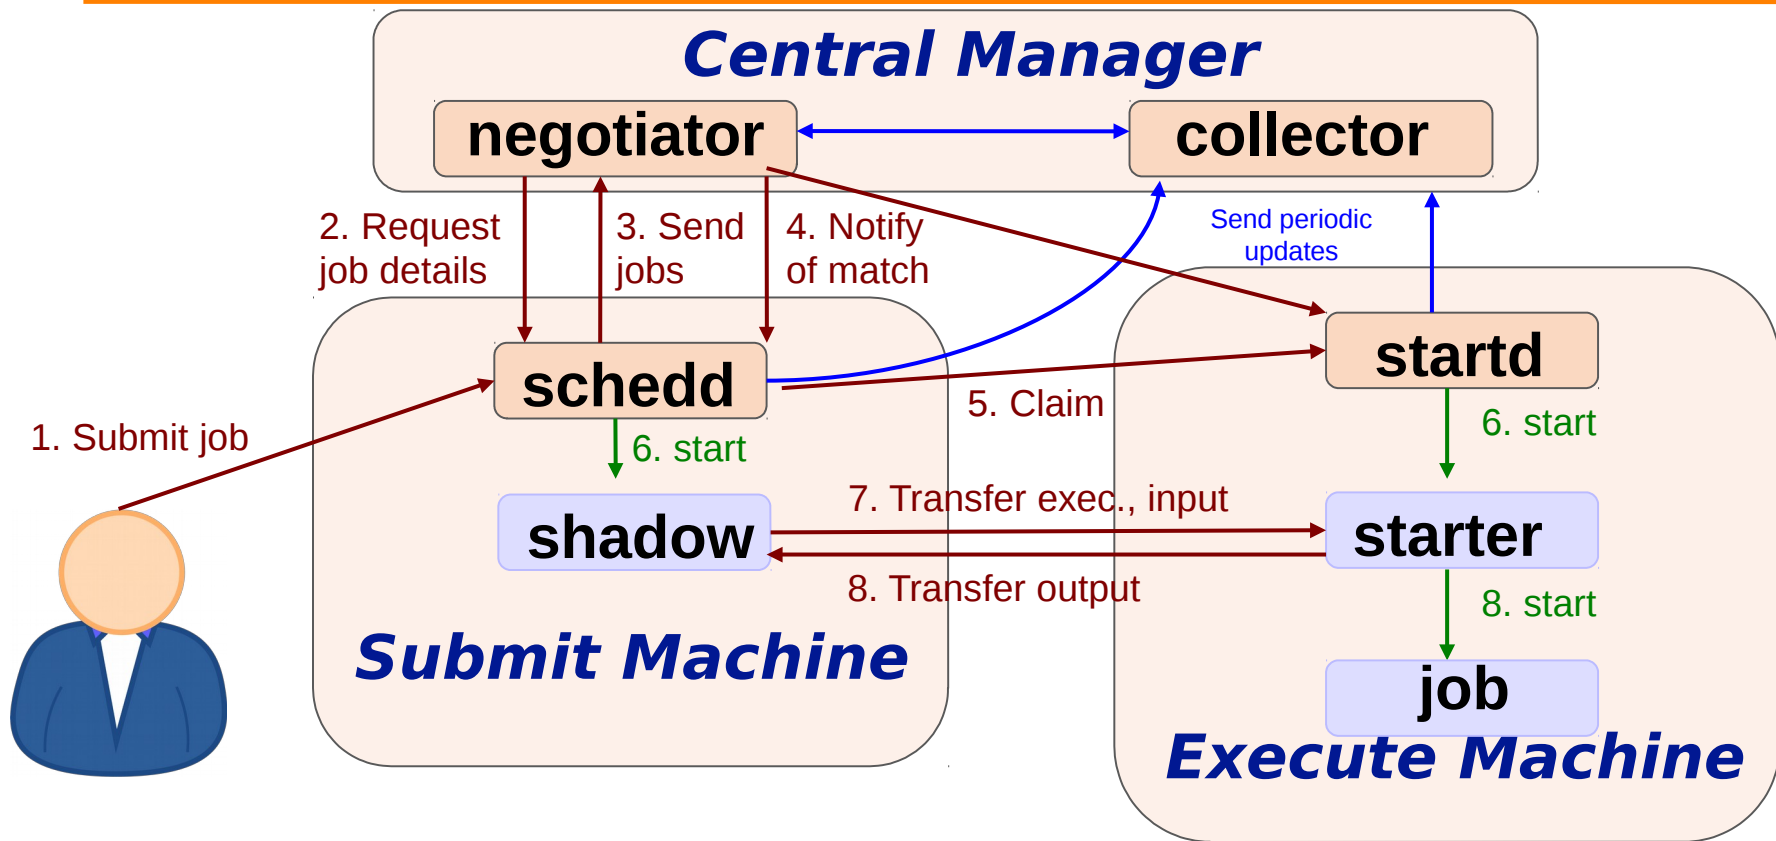 Central Manager
negotiator
collector
2. Request
job details
3. Send
jobs
4. Notify
of match
Send periodic
updates
schedd
startd
1. Submit job
5. Claim
6. start
6. start
7. Transfer exec., input
shadow
starter
8. Transfer output
8. start
Submit Machine
job
Execute Machine